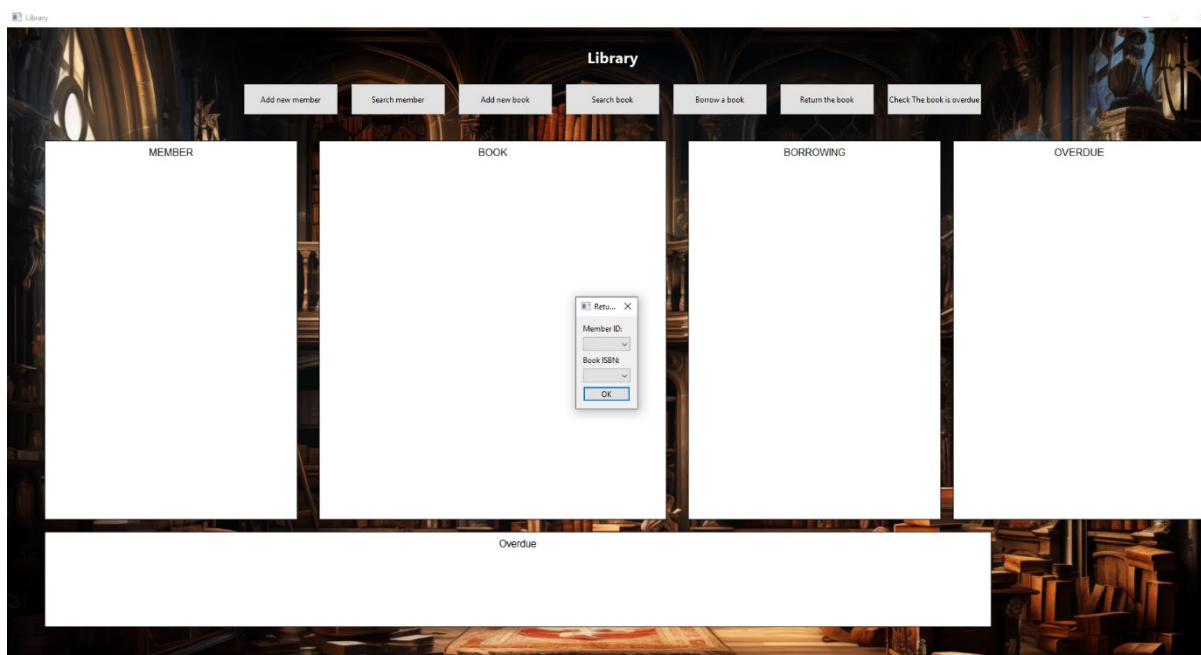 Library
Library
Add new member Search member Add new book Search book Borrow a book Return the book Check The book is overdue
MEMBER BOOK BORROWING OVERDUE
Retu...
Member ID:
Book ISBN:
OK
Overdue